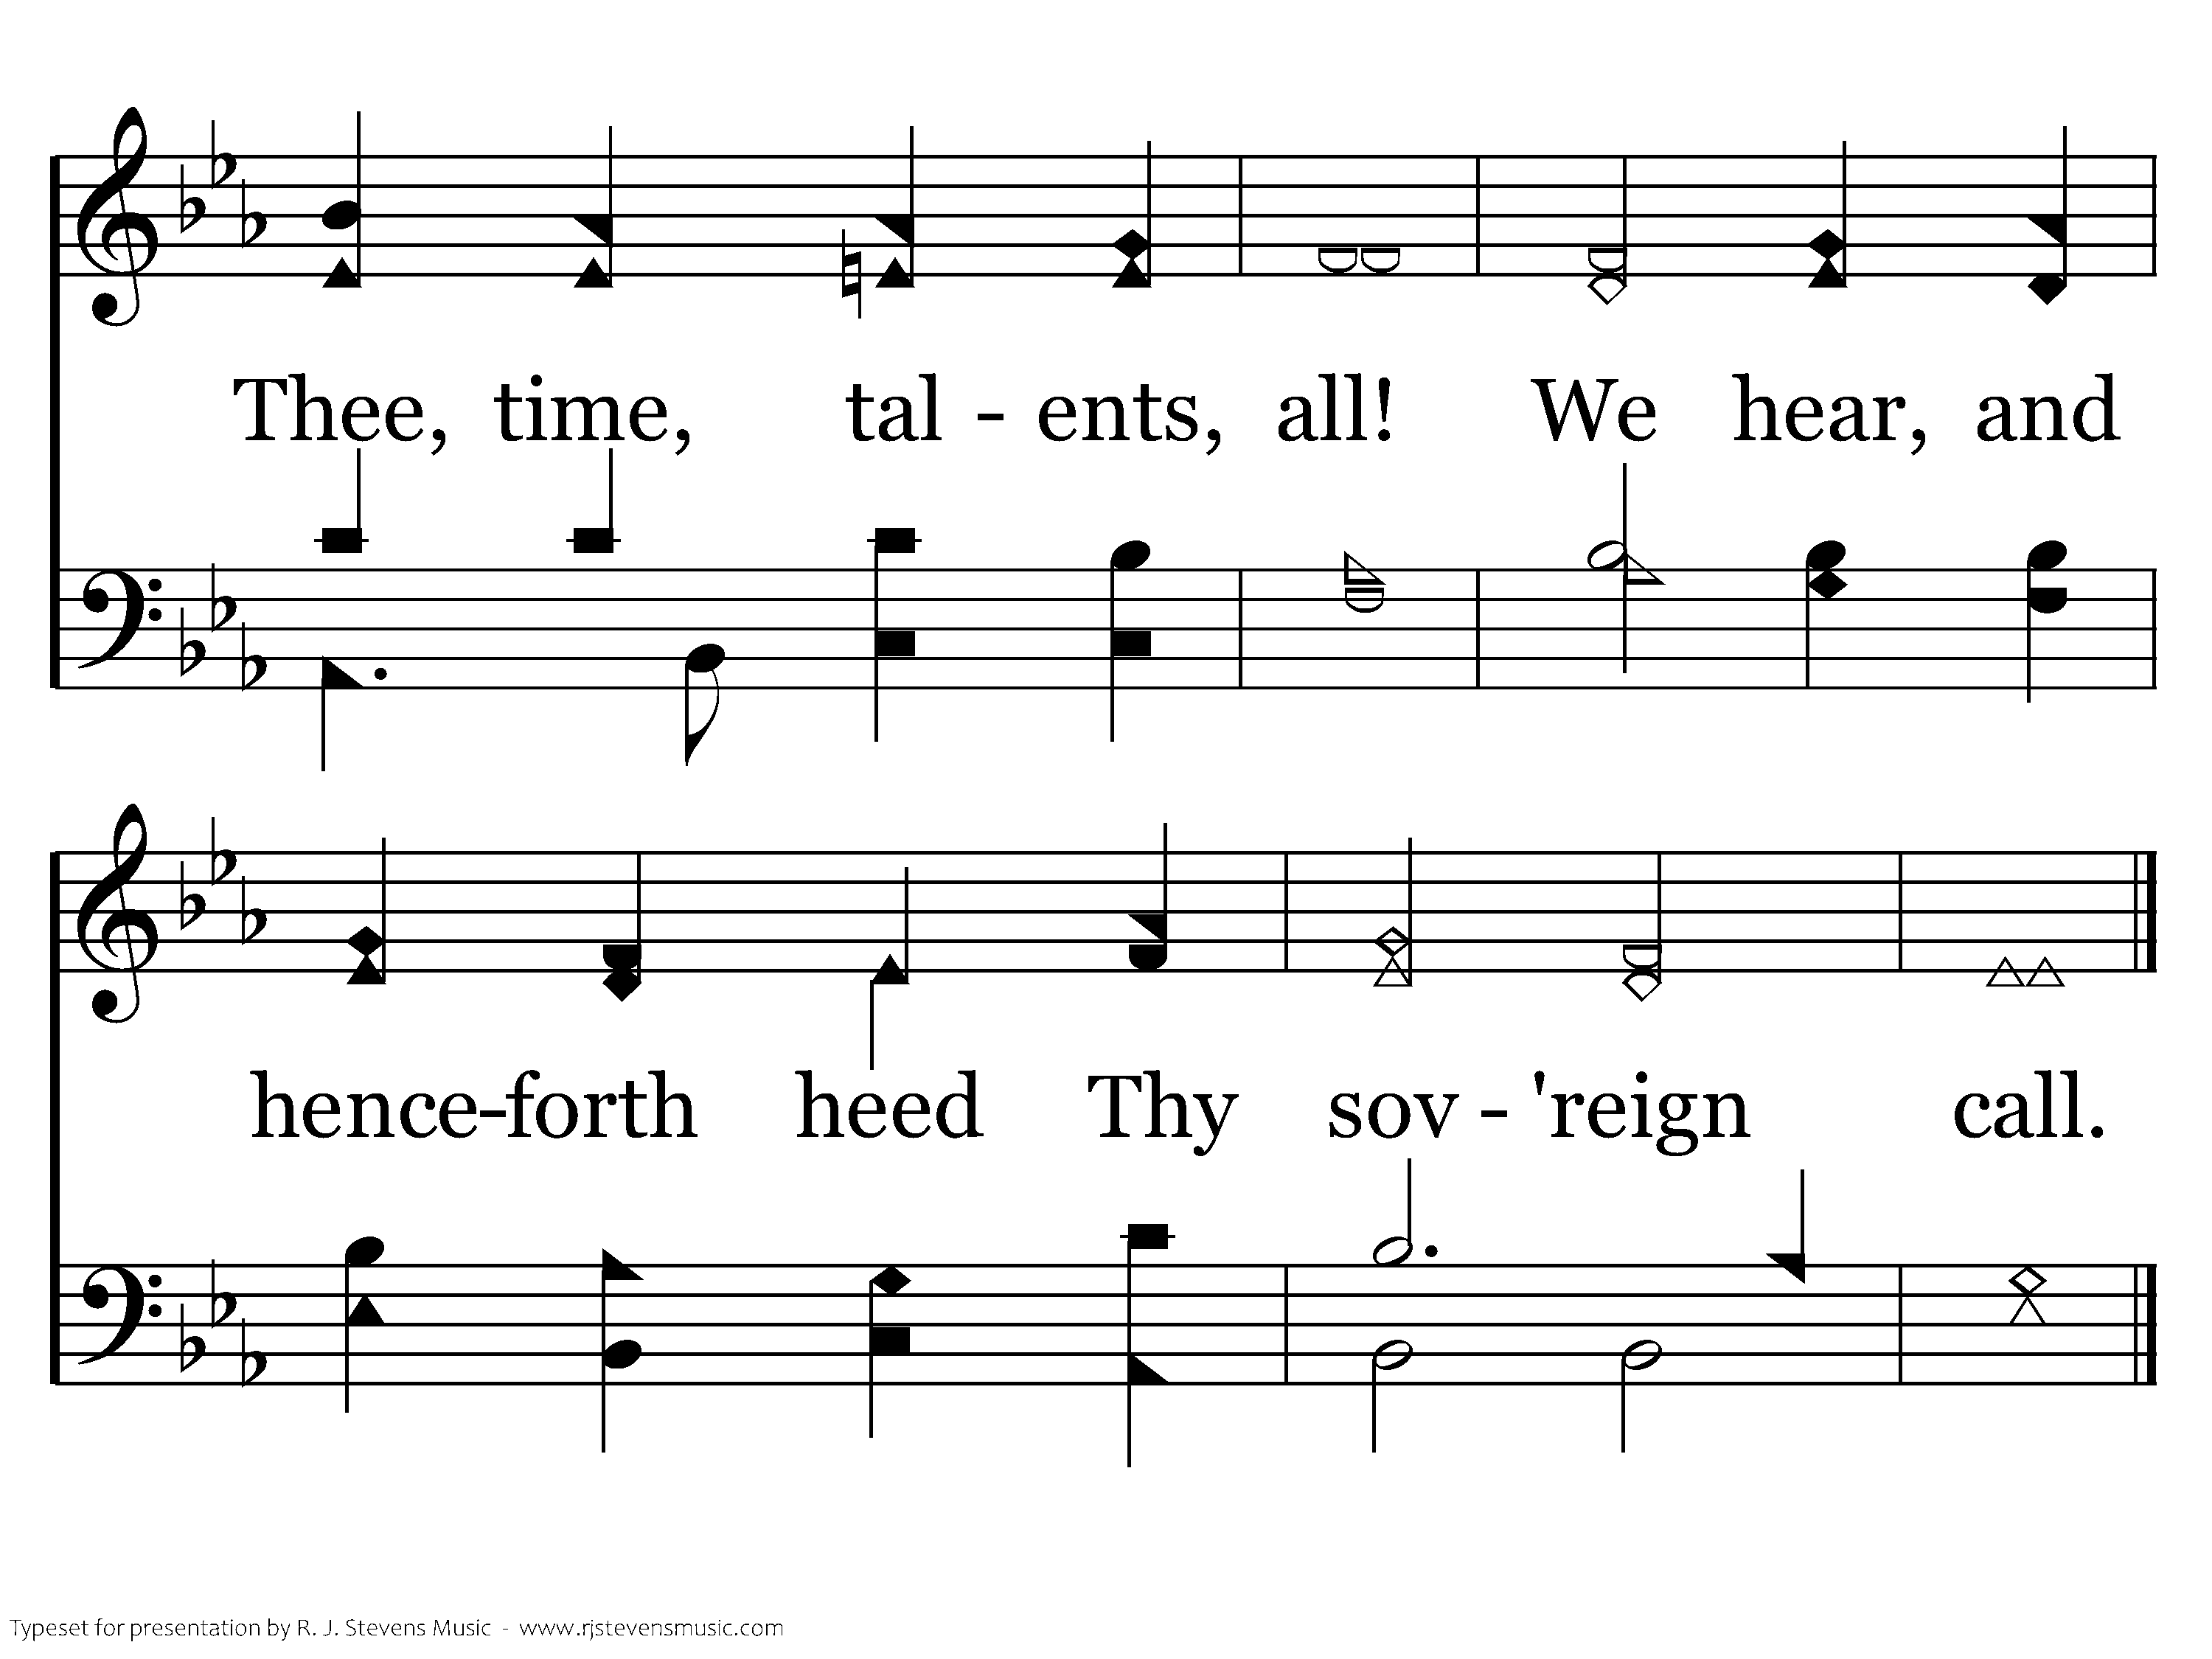 Thee, time, tal - ents, all! We hear, and
hence-forth heed Thy sov - 'reign call.
Typeset for presentation by R. J. Stevens Music - www.rjstevensmusic.com